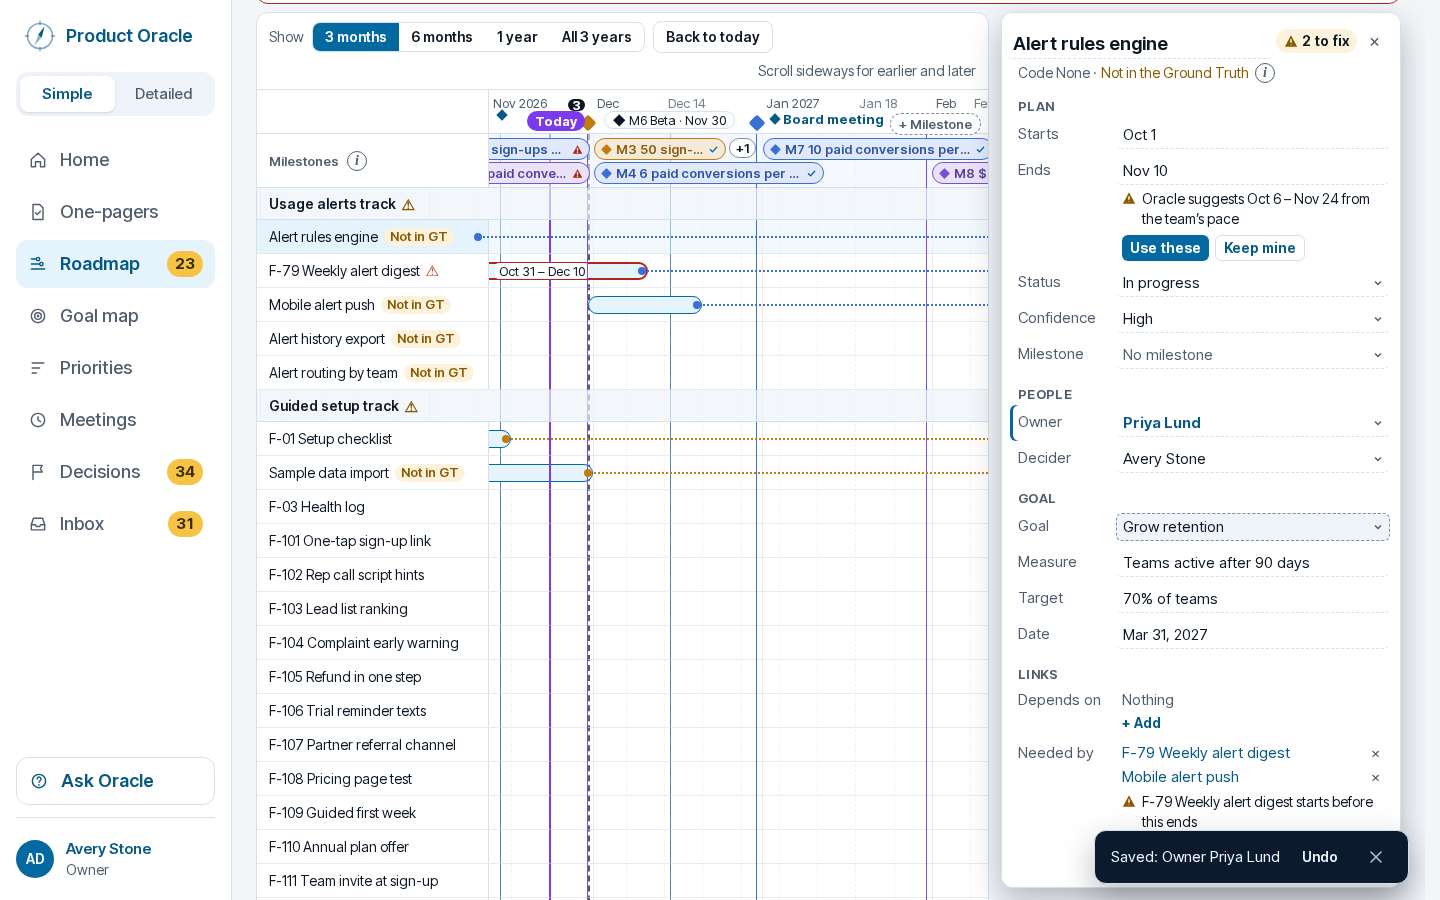 Product Oracle
Simple
Detailed
Home
One-pagers
Roadmap 23
Goal map
Priorities
Meetings
Decisions 34
Inbox 31
Ask Oracle
AD
Avery Stone
Owner
Show
3 months
6 months
1 year
All 3 years
Back to today
Scroll sideways for earlier and later
Nov 2026
3
Dec
Dec 14
Jan 2027
Jan 18
Feb
Today
M6 Beta · Nov 30
Board meeting
+ Milestone
Milestones i
sign-ups ...
M3 50 sign-...
+1
M7 10 paid conversions per...
paid conve...
M4 6 paid conversions per ...
M8 $
Usage alerts track
Alert rules engine Not in GT
F-79 Weekly alert digest
Oct 31 – Dec 10
Mobile alert push Not in GT
Alert history export Not in GT
Alert routing by team Not in GT
Guided setup track
F-01 Setup checklist
Sample data import Not in GT
F-03 Health log
F-101 One-tap sign-up link
F-102 Rep call script hints
F-103 Lead list ranking
F-104 Complaint early warning
F-105 Refund in one step
F-106 Trial reminder texts
F-107 Partner referral channel
F-108 Pricing page test
F-109 Guided first week
F-110 Annual plan offer
F-111 Team invite at sign-up
Alert rules engine
2 to fix
×
Code None · Not in the Ground Truth i
PLAN
Starts Oct 1
Ends Nov 10
Oracle suggests Oct 6 – Nov 24 from
the team's pace
Use these
Keep mine
Status In progress
Confidence High
Milestone No milestone
PEOPLE
Owner Priya Lund
Decider Avery Stone
GOAL
Goal Grow retention
Measure Teams active after 90 days
Target 70% of teams
Date Mar 31, 2027
LINKS
Depends on Nothing
+ Add
Needed by F-79 Weekly alert digest ×
Mobile alert push ×
F-79 Weekly alert digest starts before
this ends
Saved: Owner Priya Lund Undo ×